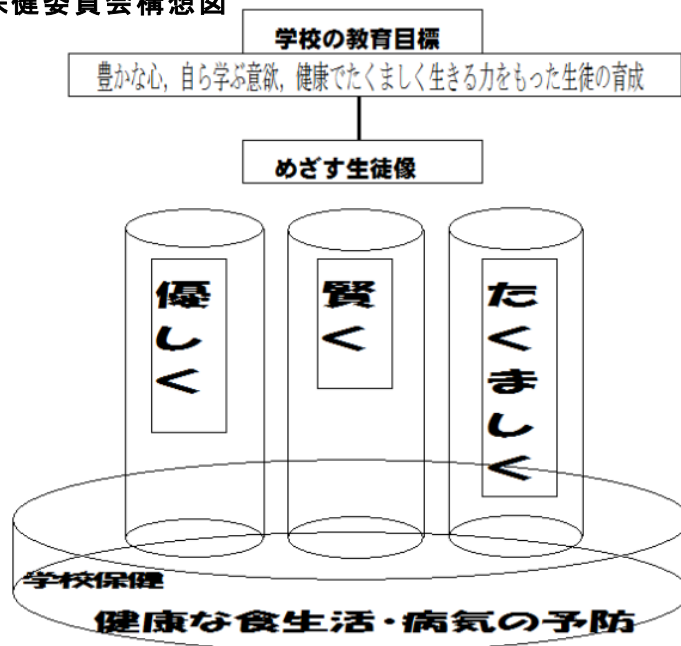 保健委員会構想図
学校の教育目標
豊かな心，自ら学ぶ意欲，健康でたくましく生きる力をもった生徒の育成
めざす生徒像
優しく
賢く
たくましく
学校保健
健康な食生活・病気の予防